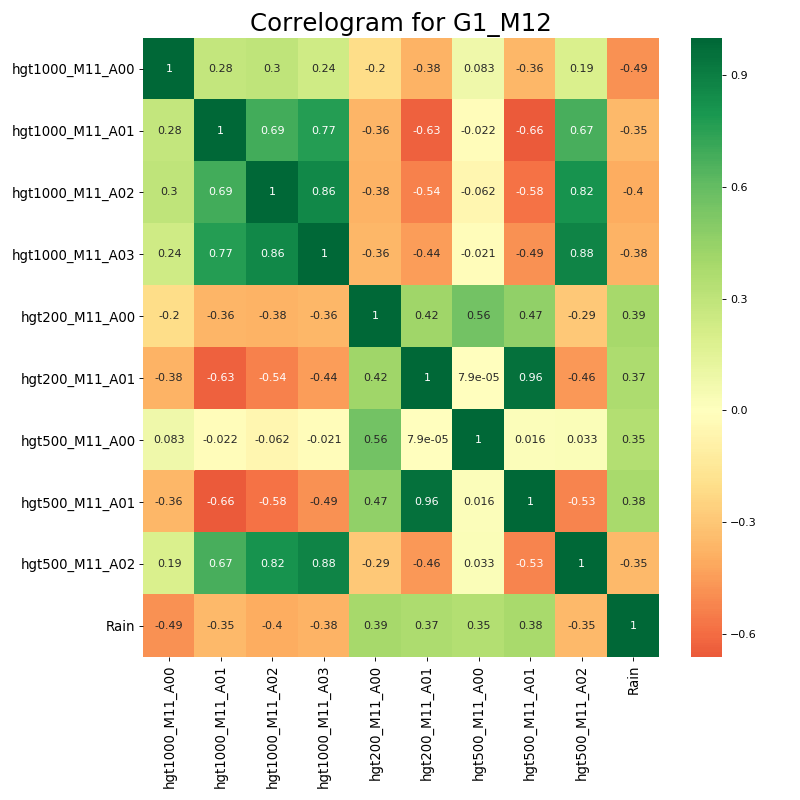 Correlogram for G1_M12
hgt1000_M11_A00 1 0.28 0.3 0.24 -0.2 -0.38 0.083 -0.36 0.19 -0.49
hgt1000_M11_A01 0.28 1 0.69 0.77 -0.36 -0.63 -0.022 -0.66 0.67 -0.35
hgt1000_M11_A02 0.3 0.69 1 0.86 -0.38 -0.54 -0.062 -0.58 0.82 -0.4
hgt1000_M11_A03 0.24 0.77 0.86 1 -0.36 -0.44 -0.021 -0.49 0.88 -0.38
hgt200_M11_A00 -0.2 -0.36 -0.38 -0.36 1 0.42 0.56 0.47 -0.29 0.39
hgt200_M11_A01 -0.38 -0.63 -0.54 -0.44 0.42 1 7.9e-05 0.96 -0.46 0.37
hgt500_M11_A00 0.083 -0.022 -0.062 -0.021 0.56 7.9e-05 1 0.016 0.033 0.35
hgt500_M11_A01 -0.36 -0.66 -0.58 -0.49 0.47 0.96 0.016 1 -0.53 0.38
hgt500_M11_A02 0.19 0.67 0.82 0.88 -0.29 -0.46 0.033 -0.53 1 -0.35
Rain -0.49 -0.35 -0.4 -0.38 0.39 0.37 0.35 0.38 -0.35 1
hgt1000_M11_A00
hgt1000_M11_A01
hgt1000_M11_A02
hgt1000_M11_A03
hgt200_M11_A00
hgt200_M11_A01
hgt500_M11_A00
hgt500_M11_A01
hgt500_M11_A02
Rain
0.9
0.6
0.3
0.0
−0.3
−0.6